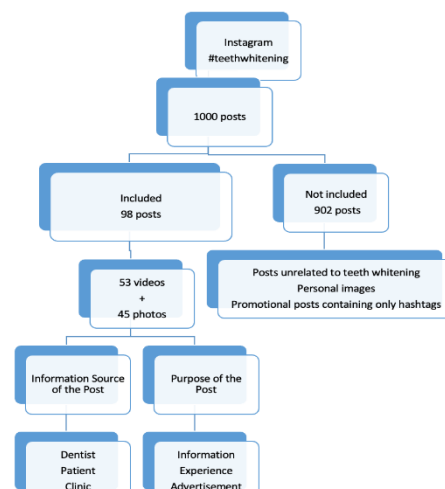 Instagram
#teethwhitening
1000 posts
Included
98 posts
Not included
902 posts
53 videos
+
45 photos
Posts unrelated to teeth whitening
Personal images
Promotional posts containing only hashtags
Information Source
of the Post
Purpose of the
Post
Dentist
Patient
Clinic
Information
Experience
Advertisement